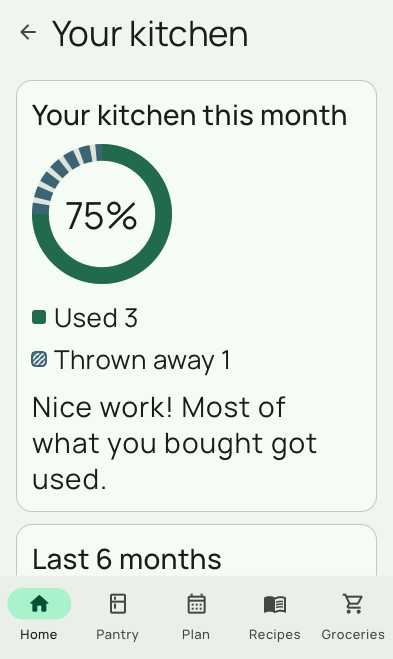 Your kitchen
Your kitchen this month
75%
Used 3
Thrown away 1
Nice work! Most of
what you bought got
used.
Last 6 months
Home
Pantry
Plan
Recipes
Groceries